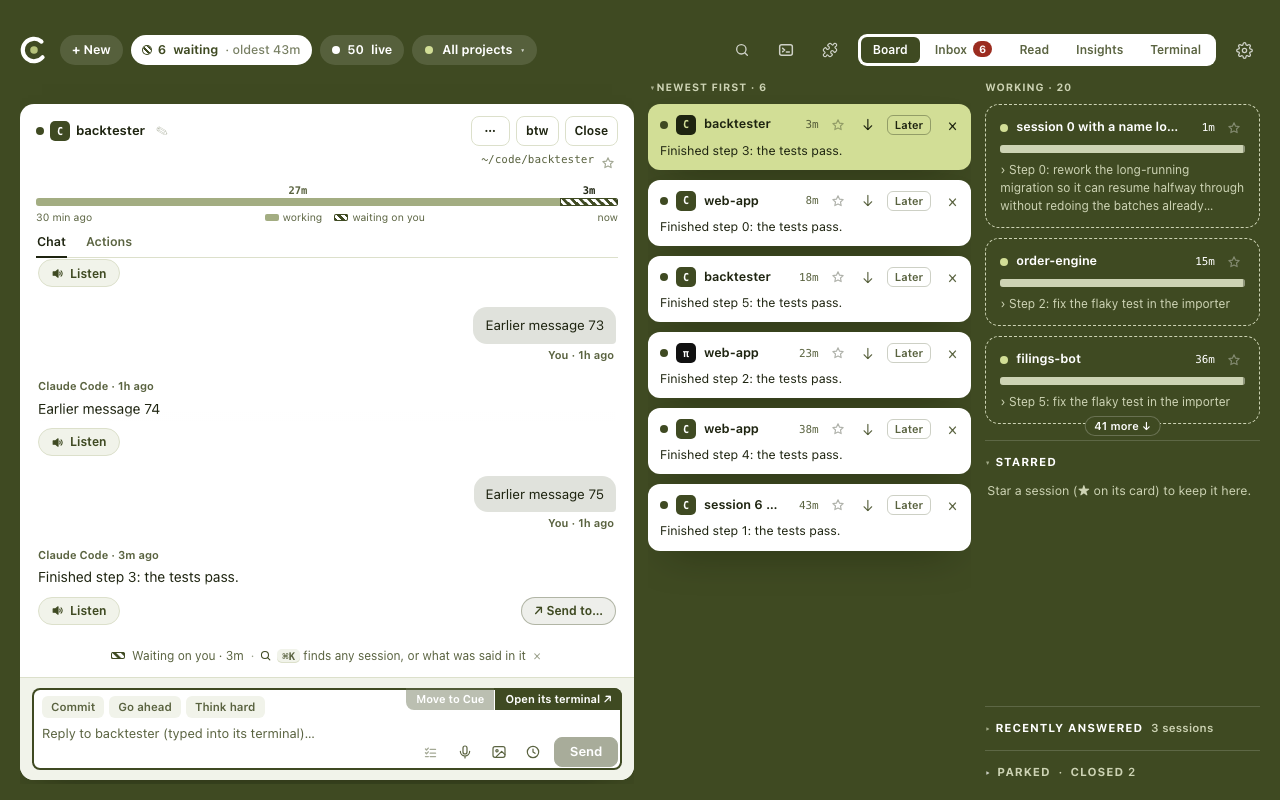 + New
6 waiting · oldest 43m
50 live
All projects
Board
Inbox 6
Read
Insights
Terminal
C backtester
···
btw
Close
~/code/backtester
27m
3m
30 min ago
working
waiting on you
now
Chat
Actions
Listen
Earlier message 73
You · 1h ago
Claude Code · 1h ago
Earlier message 74
Listen
Earlier message 75
You · 1h ago
Claude Code · 3m ago
Finished step 3: the tests pass.
Listen
↗ Send to...
Waiting on you · 3m · ⌘K finds any session, or what was said in it ×
Commit
Go ahead
Think hard
Move to Cue
Open its terminal ↗
Reply to backtester (typed into its terminal)...
Send
NEWEST FIRST · 6
C backtester 3m Later ×
Finished step 3: the tests pass.
C web-app 8m Later ×
Finished step 0: the tests pass.
C backtester 18m Later ×
Finished step 5: the tests pass.
π web-app 23m Later ×
Finished step 2: the tests pass.
C web-app 38m Later ×
Finished step 4: the tests pass.
C session 6 ... 43m Later ×
Finished step 1: the tests pass.
WORKING · 20
session 0 with a name lo... 1m
› Step 0: rework the long-running
migration so it can resume halfway through
without redoing the batches already...
order-engine 15m
› Step 2: fix the flaky test in the importer
filings-bot 36m
› Step 5: fix the flaky test in the importer
41 more ↓
STARRED
Star a session (★ on its card) to keep it here.
RECENTLY ANSWERED 3 sessions
PARKED · CLOSED 2